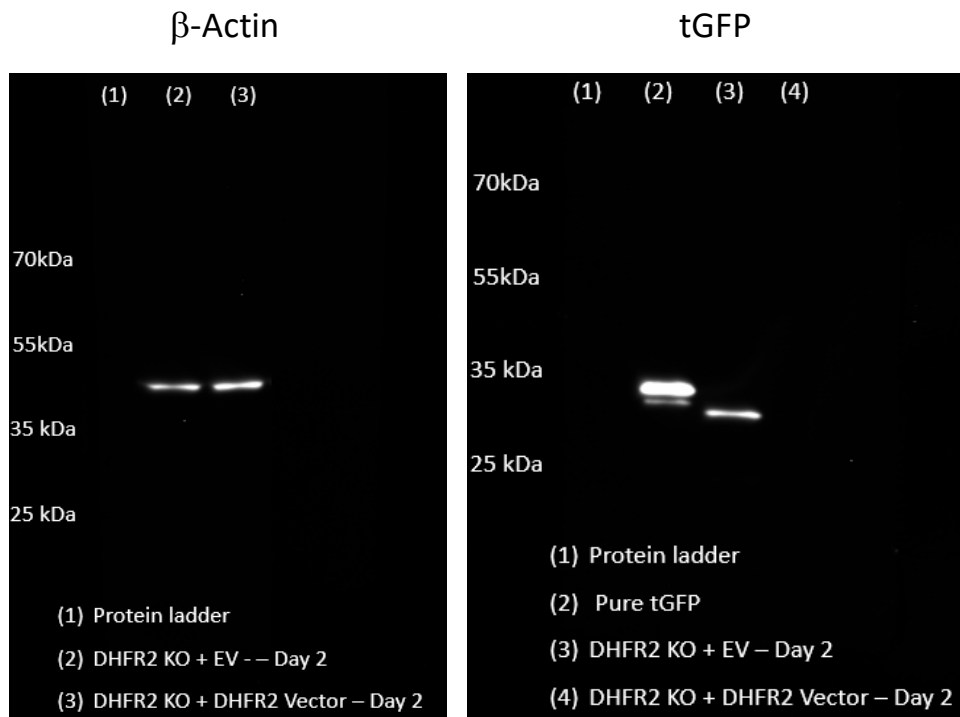 β-Actin
(1) (2) (3)
70kDa
55kDa
35 kDa
25 kDa
(1) Protein ladder
(2) DHFR2 KO + EV - – Day 2
(3) DHFR2 KO + DHFR2 Vector – Day 2
tGFP
(1) (2) (3) (4)
70kDa
55kDa
35 kDa
25 kDa
(1) Protein ladder
(2) Pure tGFP
(3) DHFR2 KO + EV – Day 2
(4) DHFR2 KO + DHFR2 Vector – Day 2